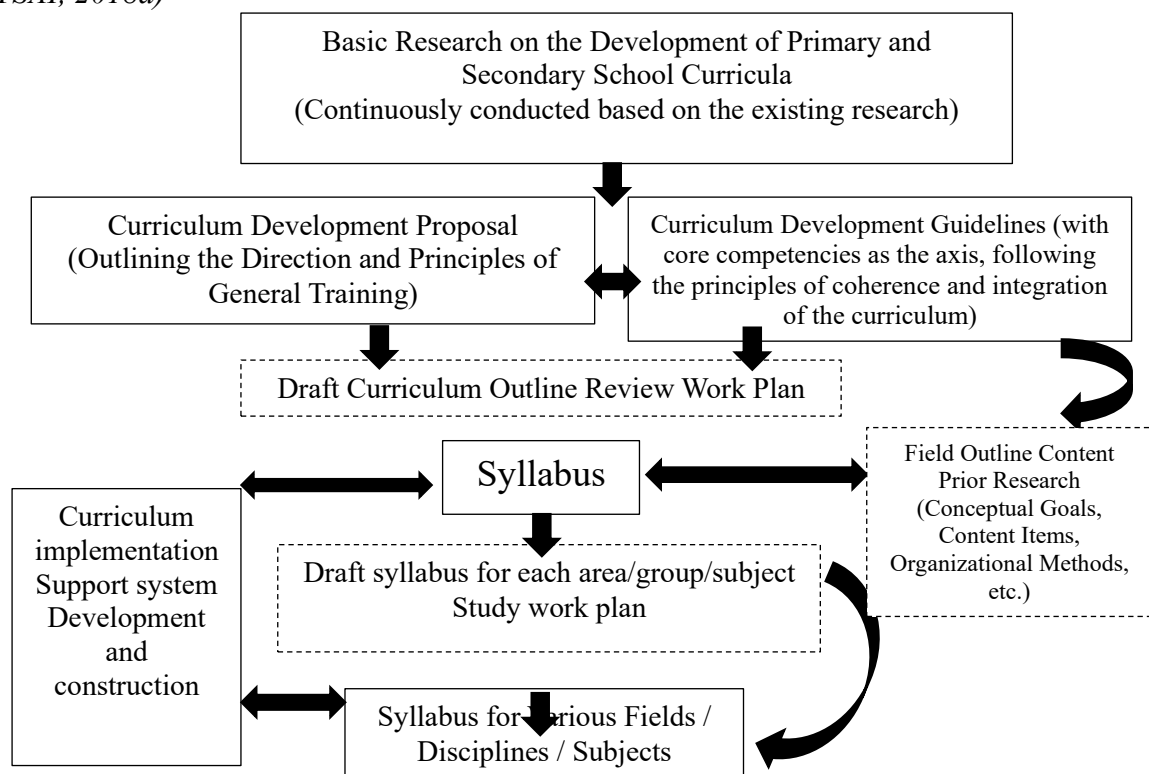 TSAI, 2018a)
Basic Research on the Development of Primary and
Secondary School Curricula
(Continuously conducted based on the existing research)
Curriculum Development Proposal
(Outlining the Direction and Principles of
General Training)
Curriculum Development Guidelines (with
core competencies as the axis, following
the principles of coherence and integration
of the curriculum)
Draft Curriculum Outline Review Work Plan
Syllabus
Field Outline Content
Prior Research
(Conceptual Goals,
Content Items,
Organizational Methods,
etc.)
Curriculum
implementation
Support system
Development
and
construction
Draft syllabus for each area/group/subject
Study work plan
Syllabus for Various Fields /
Disciplines / Subjects